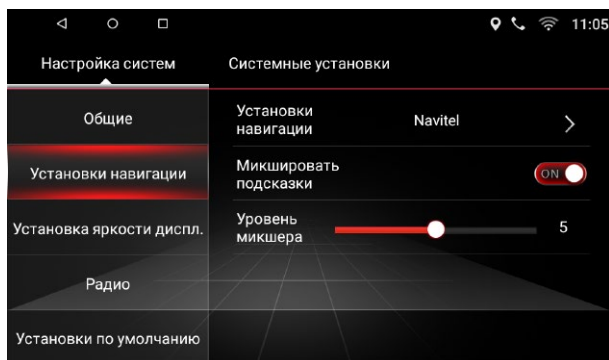 11:05
Настройка систем
Системные установки
Общие
Установки навигации
Установка яркости диспл.
Радио
Установки по умолчанию
Установки
навигации
Navitel
Микшировать
подсказки
ON
Уровень
микшера
5